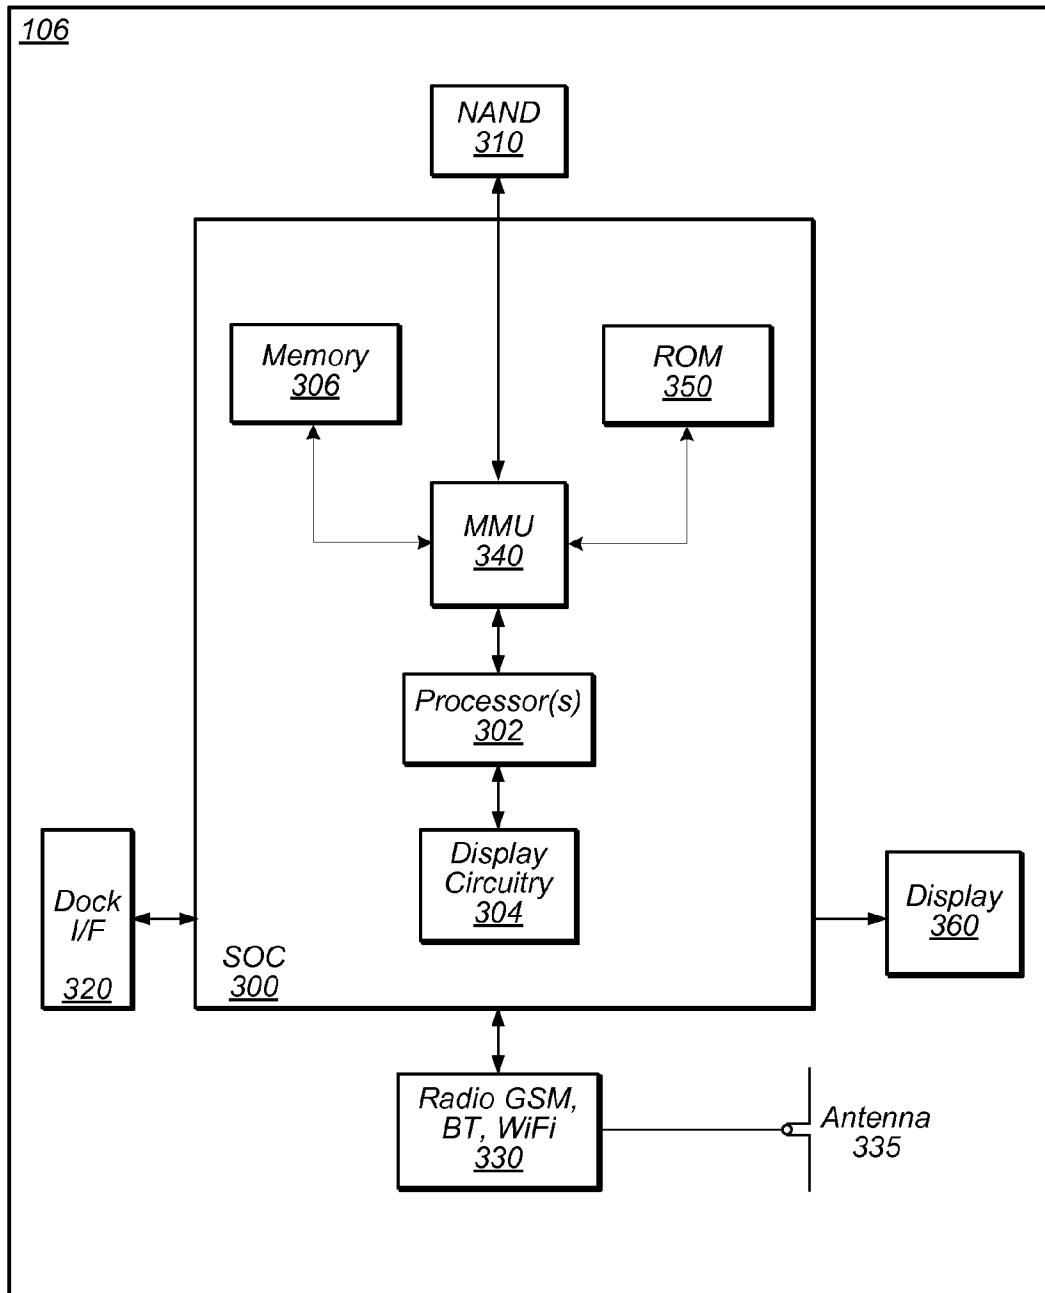 106
NAND
310
Memory
306
ROM
350
MMU
340
Processor(s)
302
Display
Circuitry
304
Dock
I/F
320
SOC
300
Display
360
Radio GSM,
BT, WiFi
330
Antenna
335